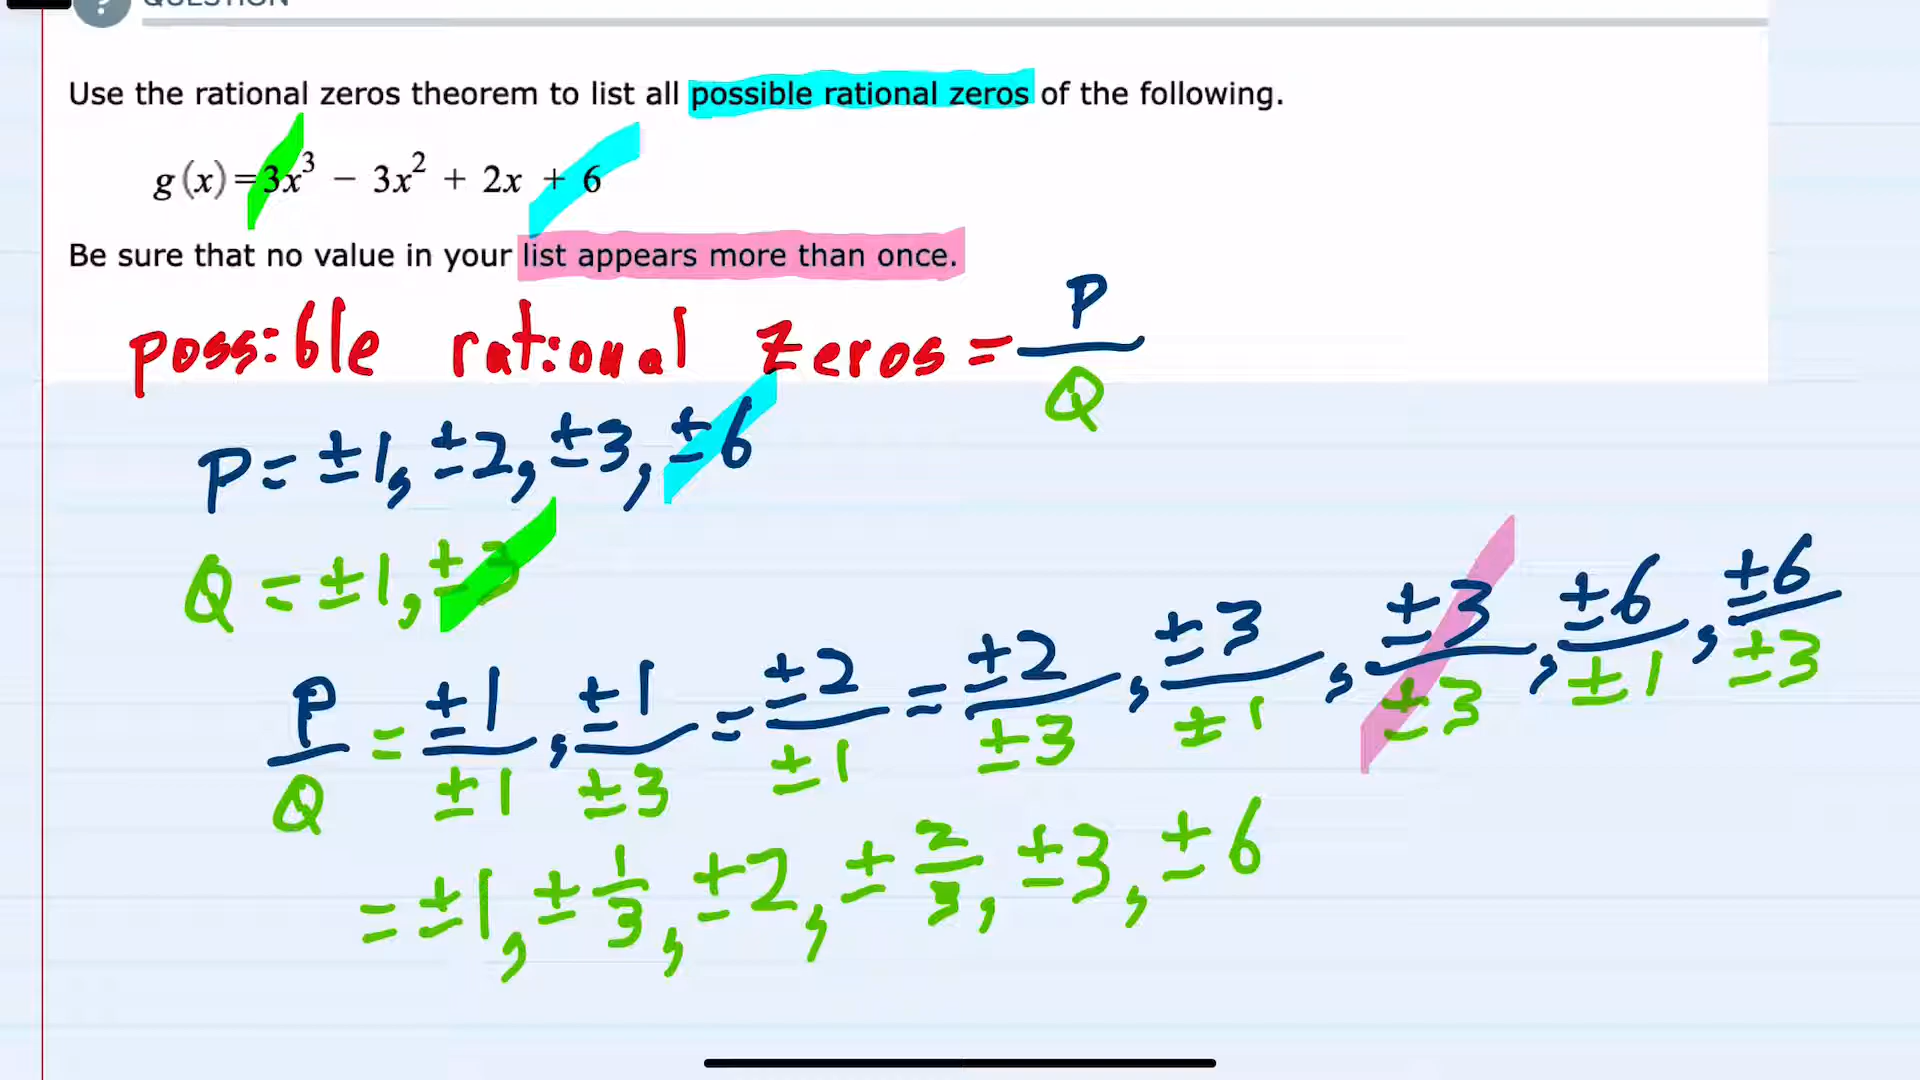 ?
QUESTION
Use the rational zeros theorem to list all possible rational zeros of the following.
g(x)=3x³ − 3x² + 2x + 6
Be sure that no value in your list appears more than once.
possible rational zeros = P/Q
P = ±1, ±2, ±3, ±6
Q = ±1, ±3
P/Q = ±1/±1, ±1/±3 = ±2/±1 = ±2/±3, ±3/±1, ±3/±3, ±6/±1, ±6/±3
= ±1, ±1/3, ±2, ±2/3, ±3, ±6